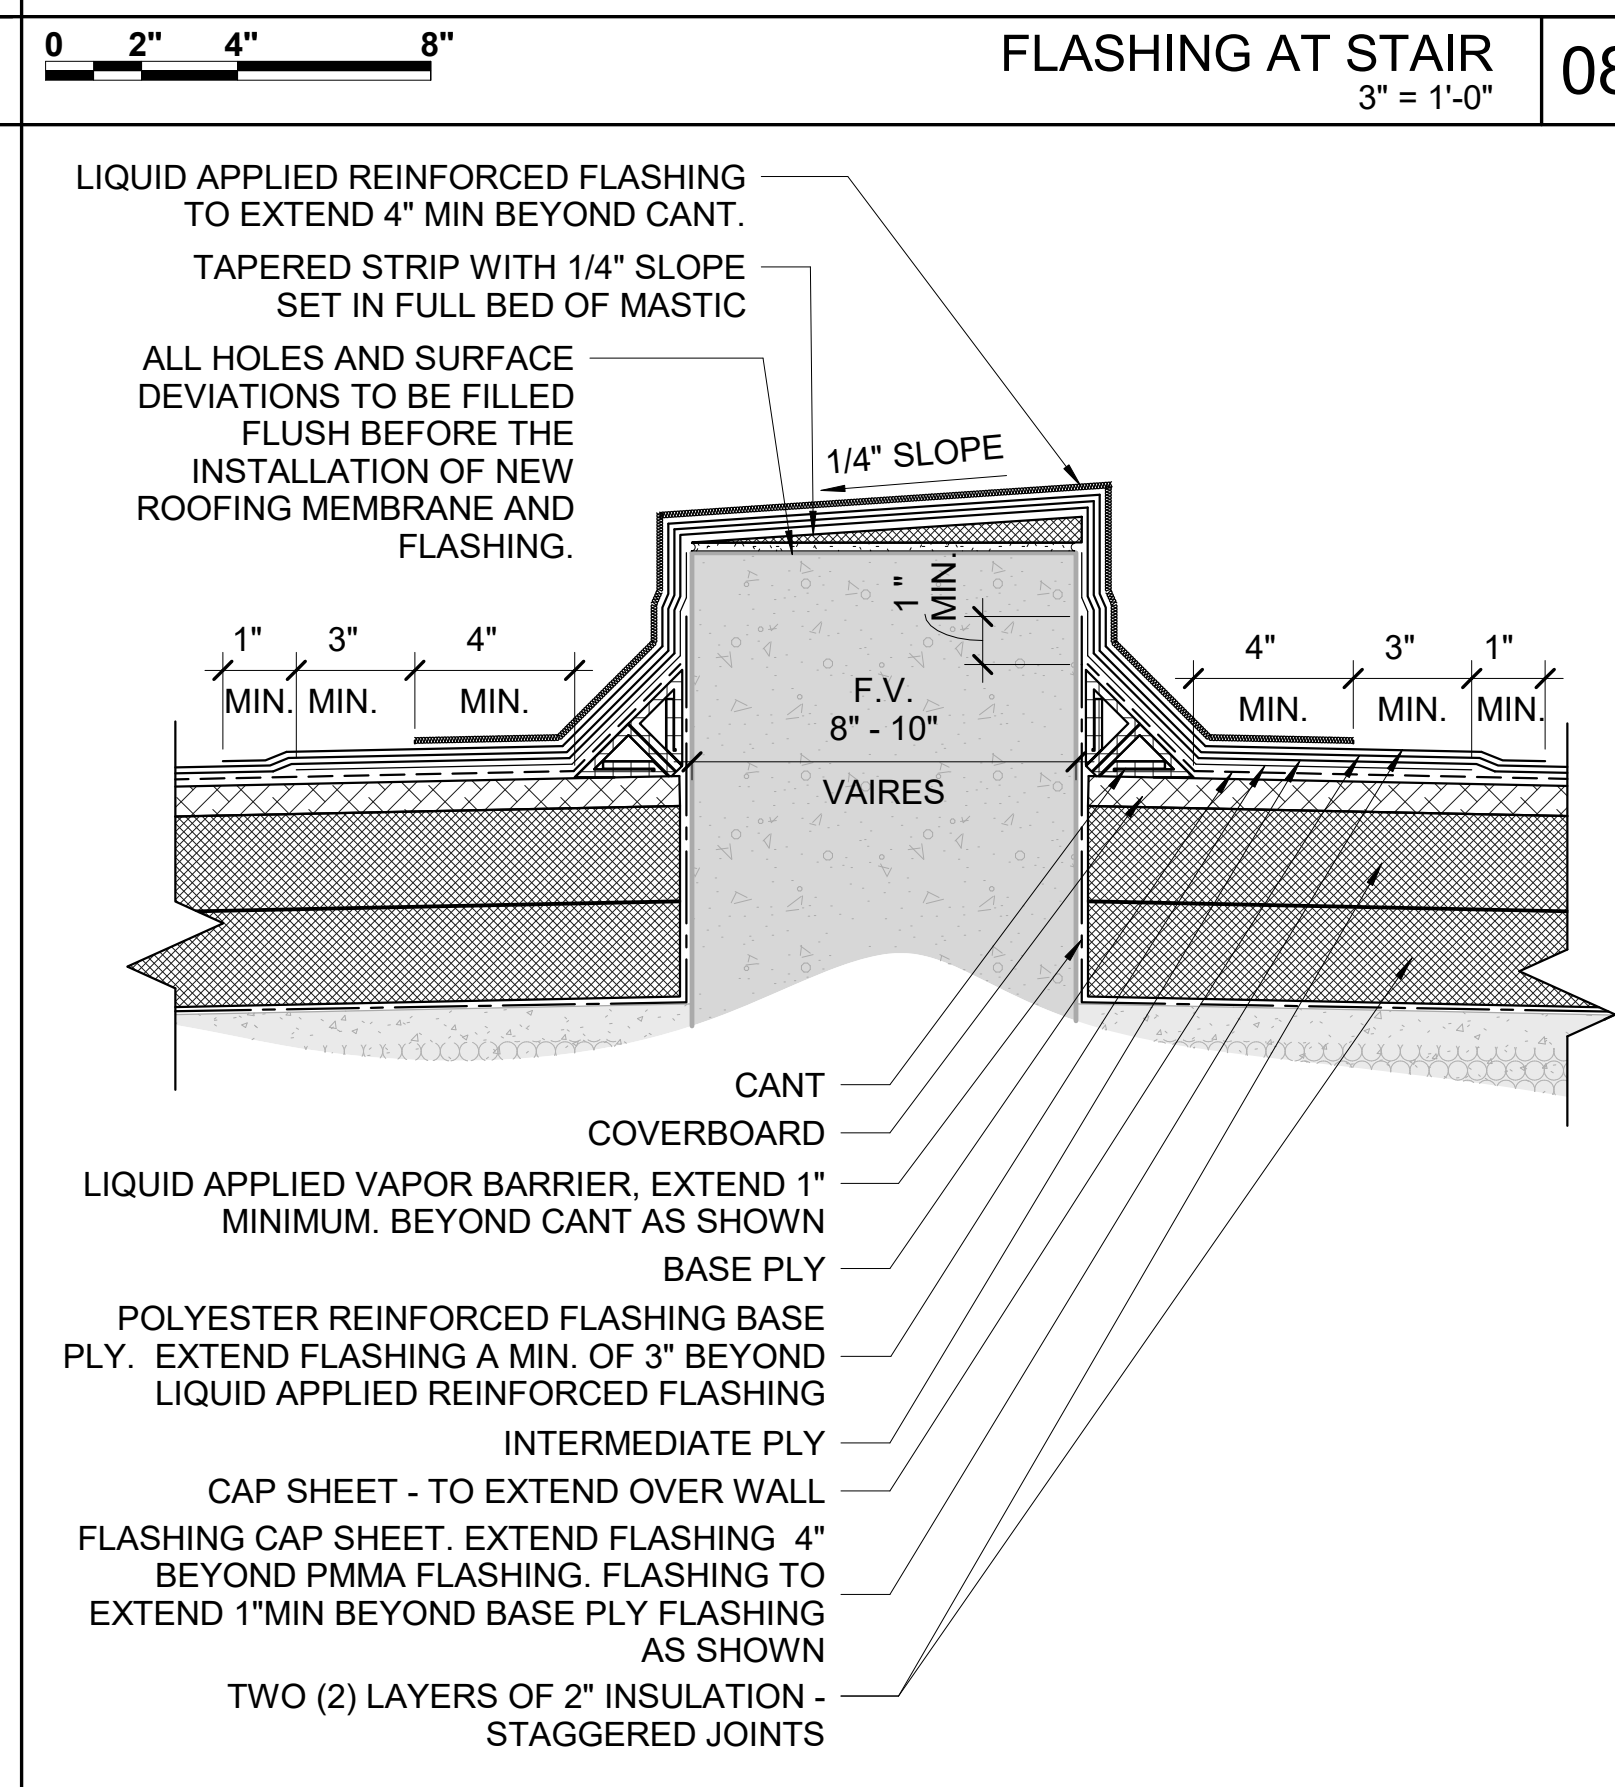 0 2" 4" 8"
FLASHING AT STAIR
3" = 1'-0"
08
LIQUID APPLIED REINFORCED FLASHING
TO EXTEND 4" MIN BEYOND CANT.
TAPERED STRIP WITH 1/4" SLOPE
SET IN FULL BED OF MASTIC
ALL HOLES AND SURFACE
DEVIATIONS TO BE FILLED
FLUSH BEFORE THE
INSTALLATION OF NEW
ROOFING MEMBRANE AND
FLASHING.
1/4" SLOPE
1"
MIN.
1" 3" 4"
MIN. MIN. MIN.
4" 3" 1"
MIN. MIN. MIN.
F.V.
8" - 10"
VAIRES
CANT
COVERBOARD
LIQUID APPLIED VAPOR BARRIER, EXTEND 1"
MINIMUM. BEYOND CANT AS SHOWN
BASE PLY
POLYESTER REINFORCED FLASHING BASE
PLY. EXTEND FLASHING A MIN. OF 3" BEYOND
LIQUID APPLIED REINFORCED FLASHING
INTERMEDIATE PLY
CAP SHEET - TO EXTEND OVER WALL
FLASHING CAP SHEET. EXTEND FLASHING 4"
BEYOND PMMA FLASHING. FLASHING TO
EXTEND 1"MIN BEYOND BASE PLY FLASHING
AS SHOWN
TWO (2) LAYERS OF 2" INSULATION -
STAGGERED JOINTS